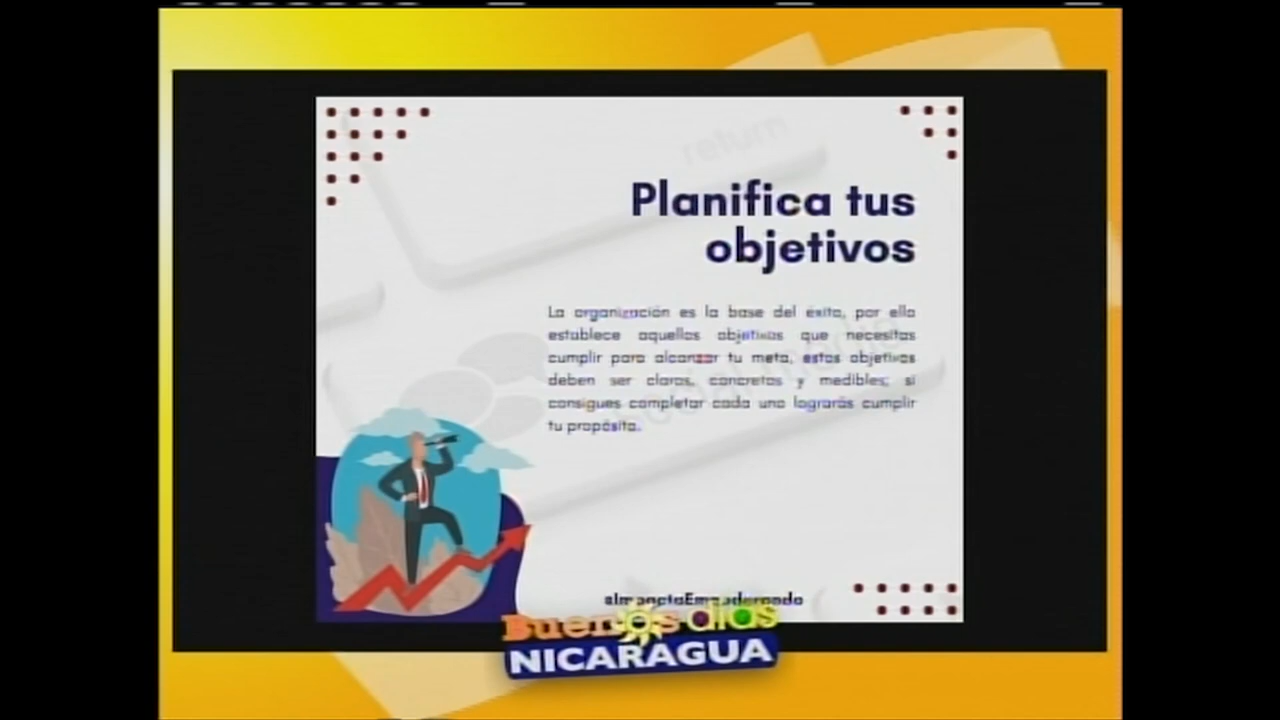 return
Planifica tus
objetivos
La organización es la base del éxito, por ello
establece aquellos objetivos que necesitas
cumplir para alcanzar tu meta, estos objetivos
deben ser claros, concretos y medibles; si
consigues completar cada uno lograrás cumplir
tu propósito.
Buenos días
NICARAGUA